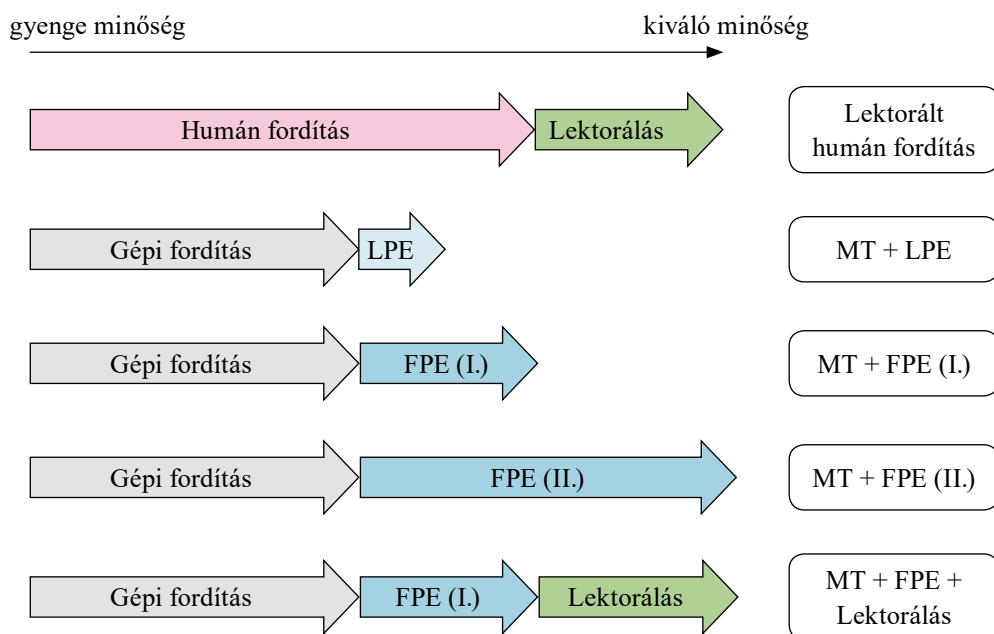 gyenge minőség
kiváló minőség
Humán fordítás
Lektorálás
Lektorált
humán fordítás
Gépi fordítás
LPE
MT + LPE
Gépi fordítás
FPE (I.)
MT + FPE (I.)
Gépi fordítás
FPE (II.)
MT + FPE (II.)
Gépi fordítás
FPE (I.)
Lektorálás
MT + FPE +
Lektorálás